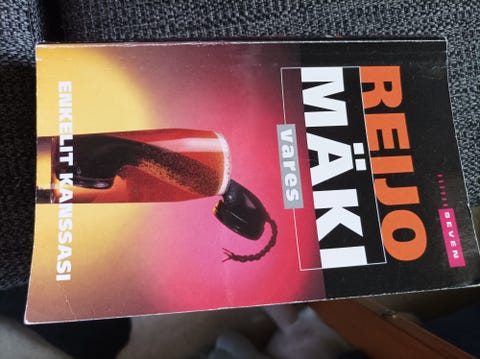 REIJO
MÄKI
vares
SEVEN
ENKELIT KANSSASI